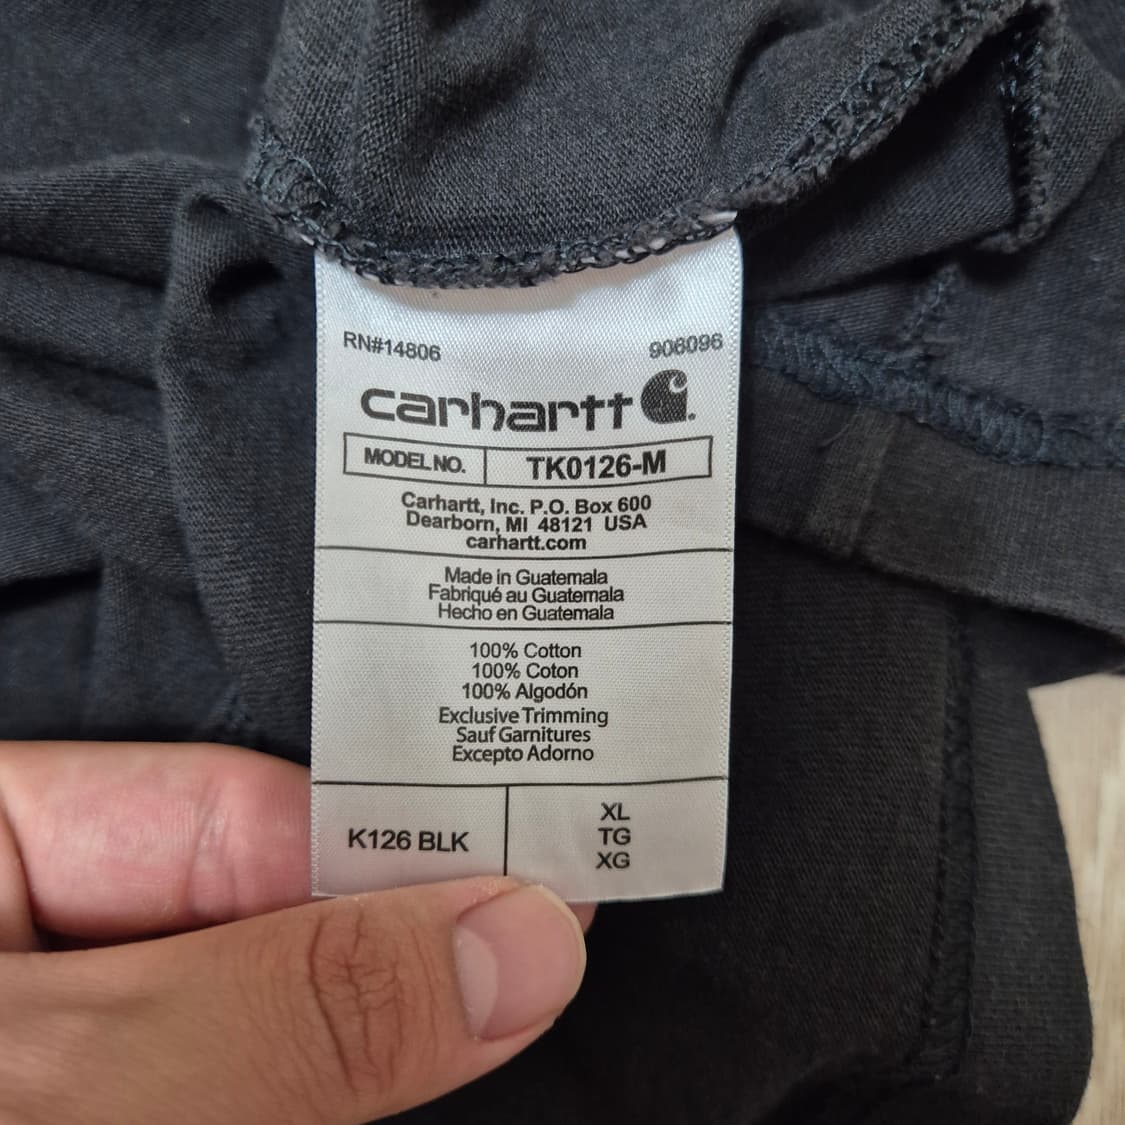 RN#14806 906096
carhartt
MODEL NO. TK0126-M
Carhartt, Inc. P.O. Box 600
Dearborn, MI 48121 USA
carhartt.com
Made in Guatemala
Fabriqué au Guatemala
Hecho en Guatemala
100% Cotton
100% Coton
100% Algodón
Exclusive Trimming
Sauf Garnitures
Excepto Adorno
K126 BLK
XL
TG
XG